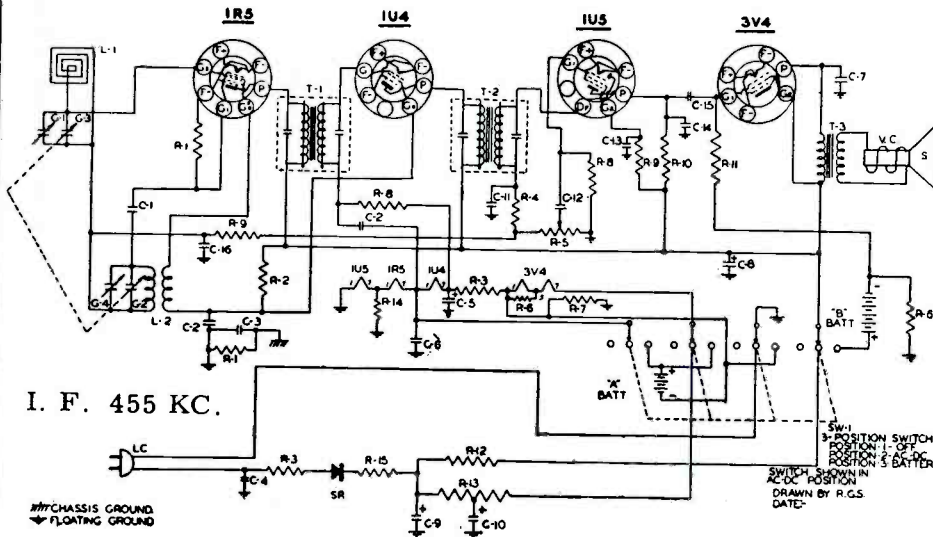 1R5
1U4
1U5
3V4
L-1
G-1 G-3
T-1
T-2
T-3
C-7
V.C.
S
R-1
C-1
C-15
C-14
C-13
R-9
R-10
R-11
R-8
C-11
R-4
C-12
R-5
R-8
C-2
R-9
C-16
R-2
C-8
G-4 G-2
L-2
C-2
C-3
R-1
1U5
1R5
1U4
3V4
R-14
C-5
R-3
R-6
R-7
C-6
"B"
BATT
R-6
"A"
BATT
I. F. 455 KC.
LC
C-4
R-3
SR
R-15
R-12
R-13
C-9
C-10
SW-1
3-POSITION SWITCH
POSITION-1-OFF
POSITION-2-AC-DC
POSITION-3-BATTERY
SWITCH SHOWN IN
AC-DC POSITION
DRAWN BY R.G.S.
DATE:-
CHASSIS GROUND
FLOATING GROUND
F+
F-
G
P